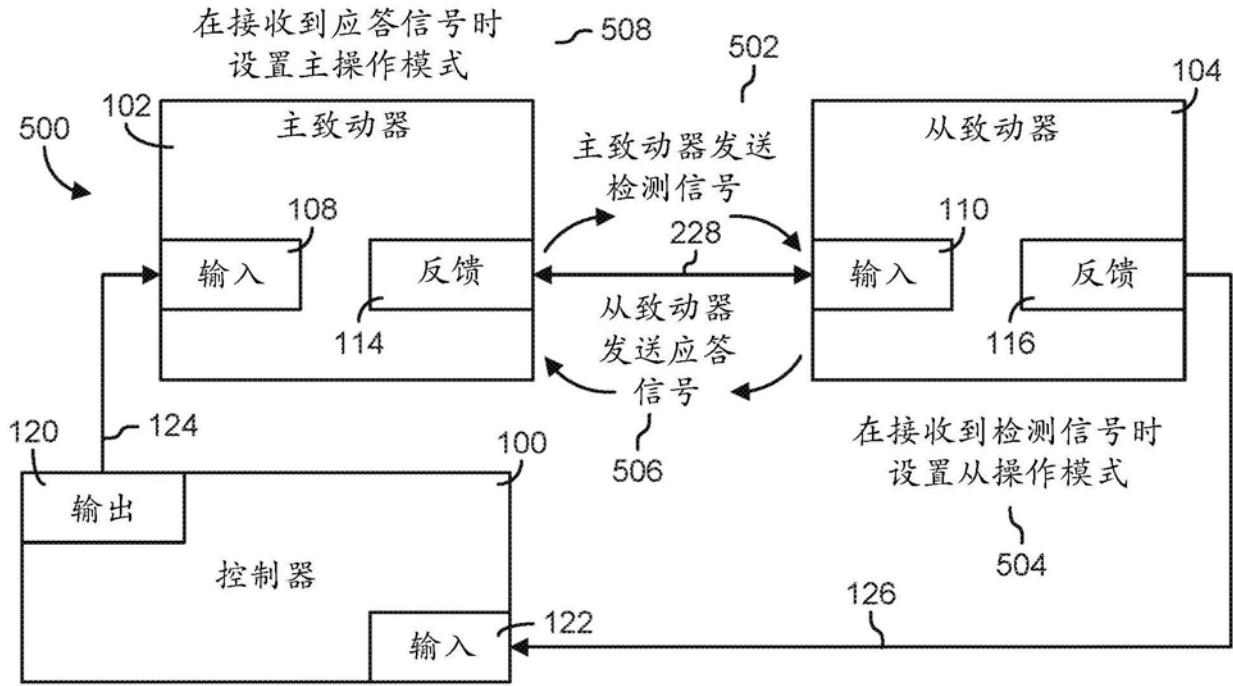 在接收到应答信号时
设置主操作模式
508
502
104
102
500
主致动器
从致动器
主致动器发送
检测信号
108
228
110
输入
反馈
输入
反馈
114
从致动器
发送应答
信号
116
120
124
100
506
在接收到检测信号时
设置从操作模式
输出
控制器
504
126
输入
122